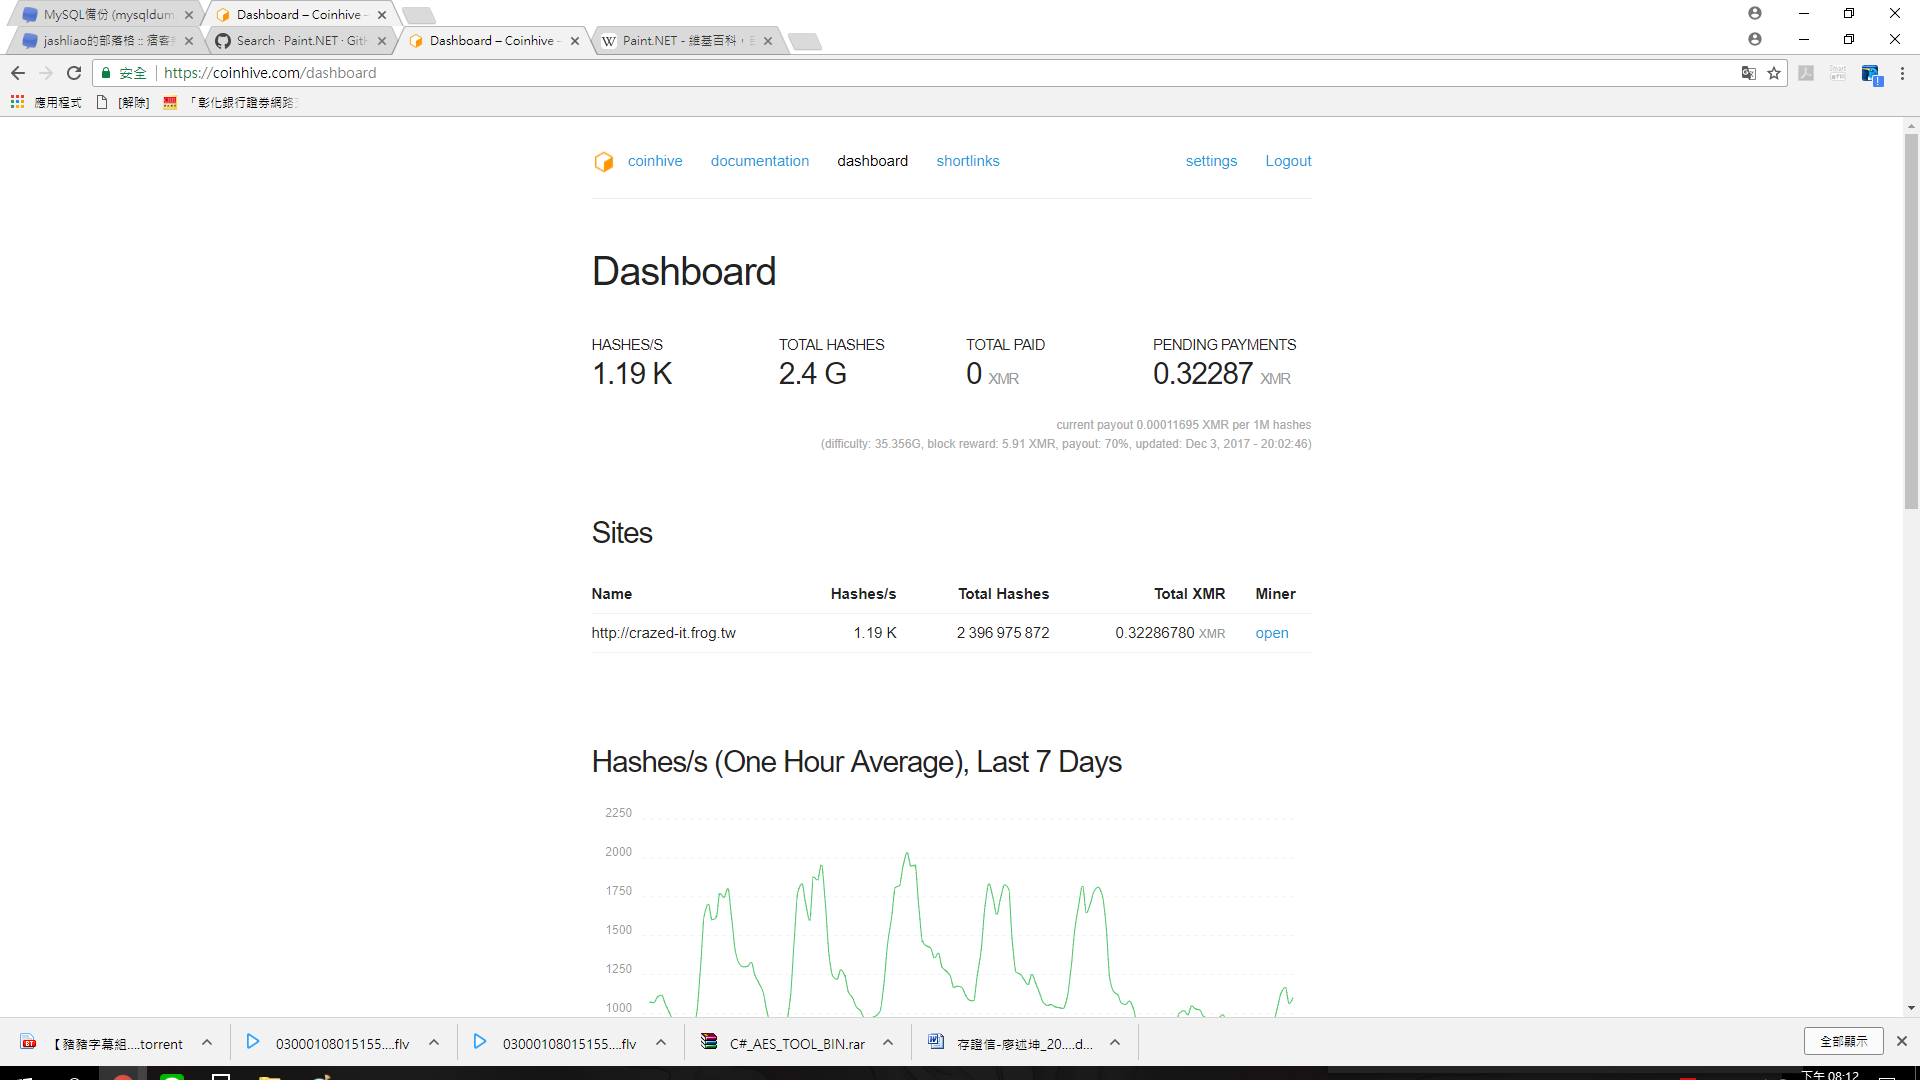 MySQL備份 (mysqldum
Dashboard – Coinhive -
jashliao的部落格 :: 痞客
Search · Paint.NET · GitH
Dashboard – Coinhive -
Paint.NET - 維基百科，自
安全
https://coinhive.com/dashboard
應用程式
[解除]
「彰化銀行證券網路
coinhive
documentation
dashboard
shortlinks
settings
Logout
Dashboard
HASHES/S
TOTAL HASHES
TOTAL PAID
PENDING PAYMENTS
1.19 K
2.4 G
0 XMR
0.32287 XMR
current payout 0.00011695 XMR per 1M hashes
(difficulty: 35.356G, block reward: 5.91 XMR, payout: 70%, updated: Dec 3, 2017 - 20:02:46)
Sites
Name Hashes/s Total Hashes Total XMR Miner
http://crazed-it.frog.tw 1.19 K 2 396 975 872 0.32286780 XMR open
Hashes/s (One Hour Average), Last 7 Days
2250
2000
1750
1500
1250
1000
【豬豬字幕組....torrent
03000108015155....flv
03000108015155....flv
C#_AES_TOOL_BIN.rar
存證信-廖述坤_20....d...
全部顯示
下午 08:12